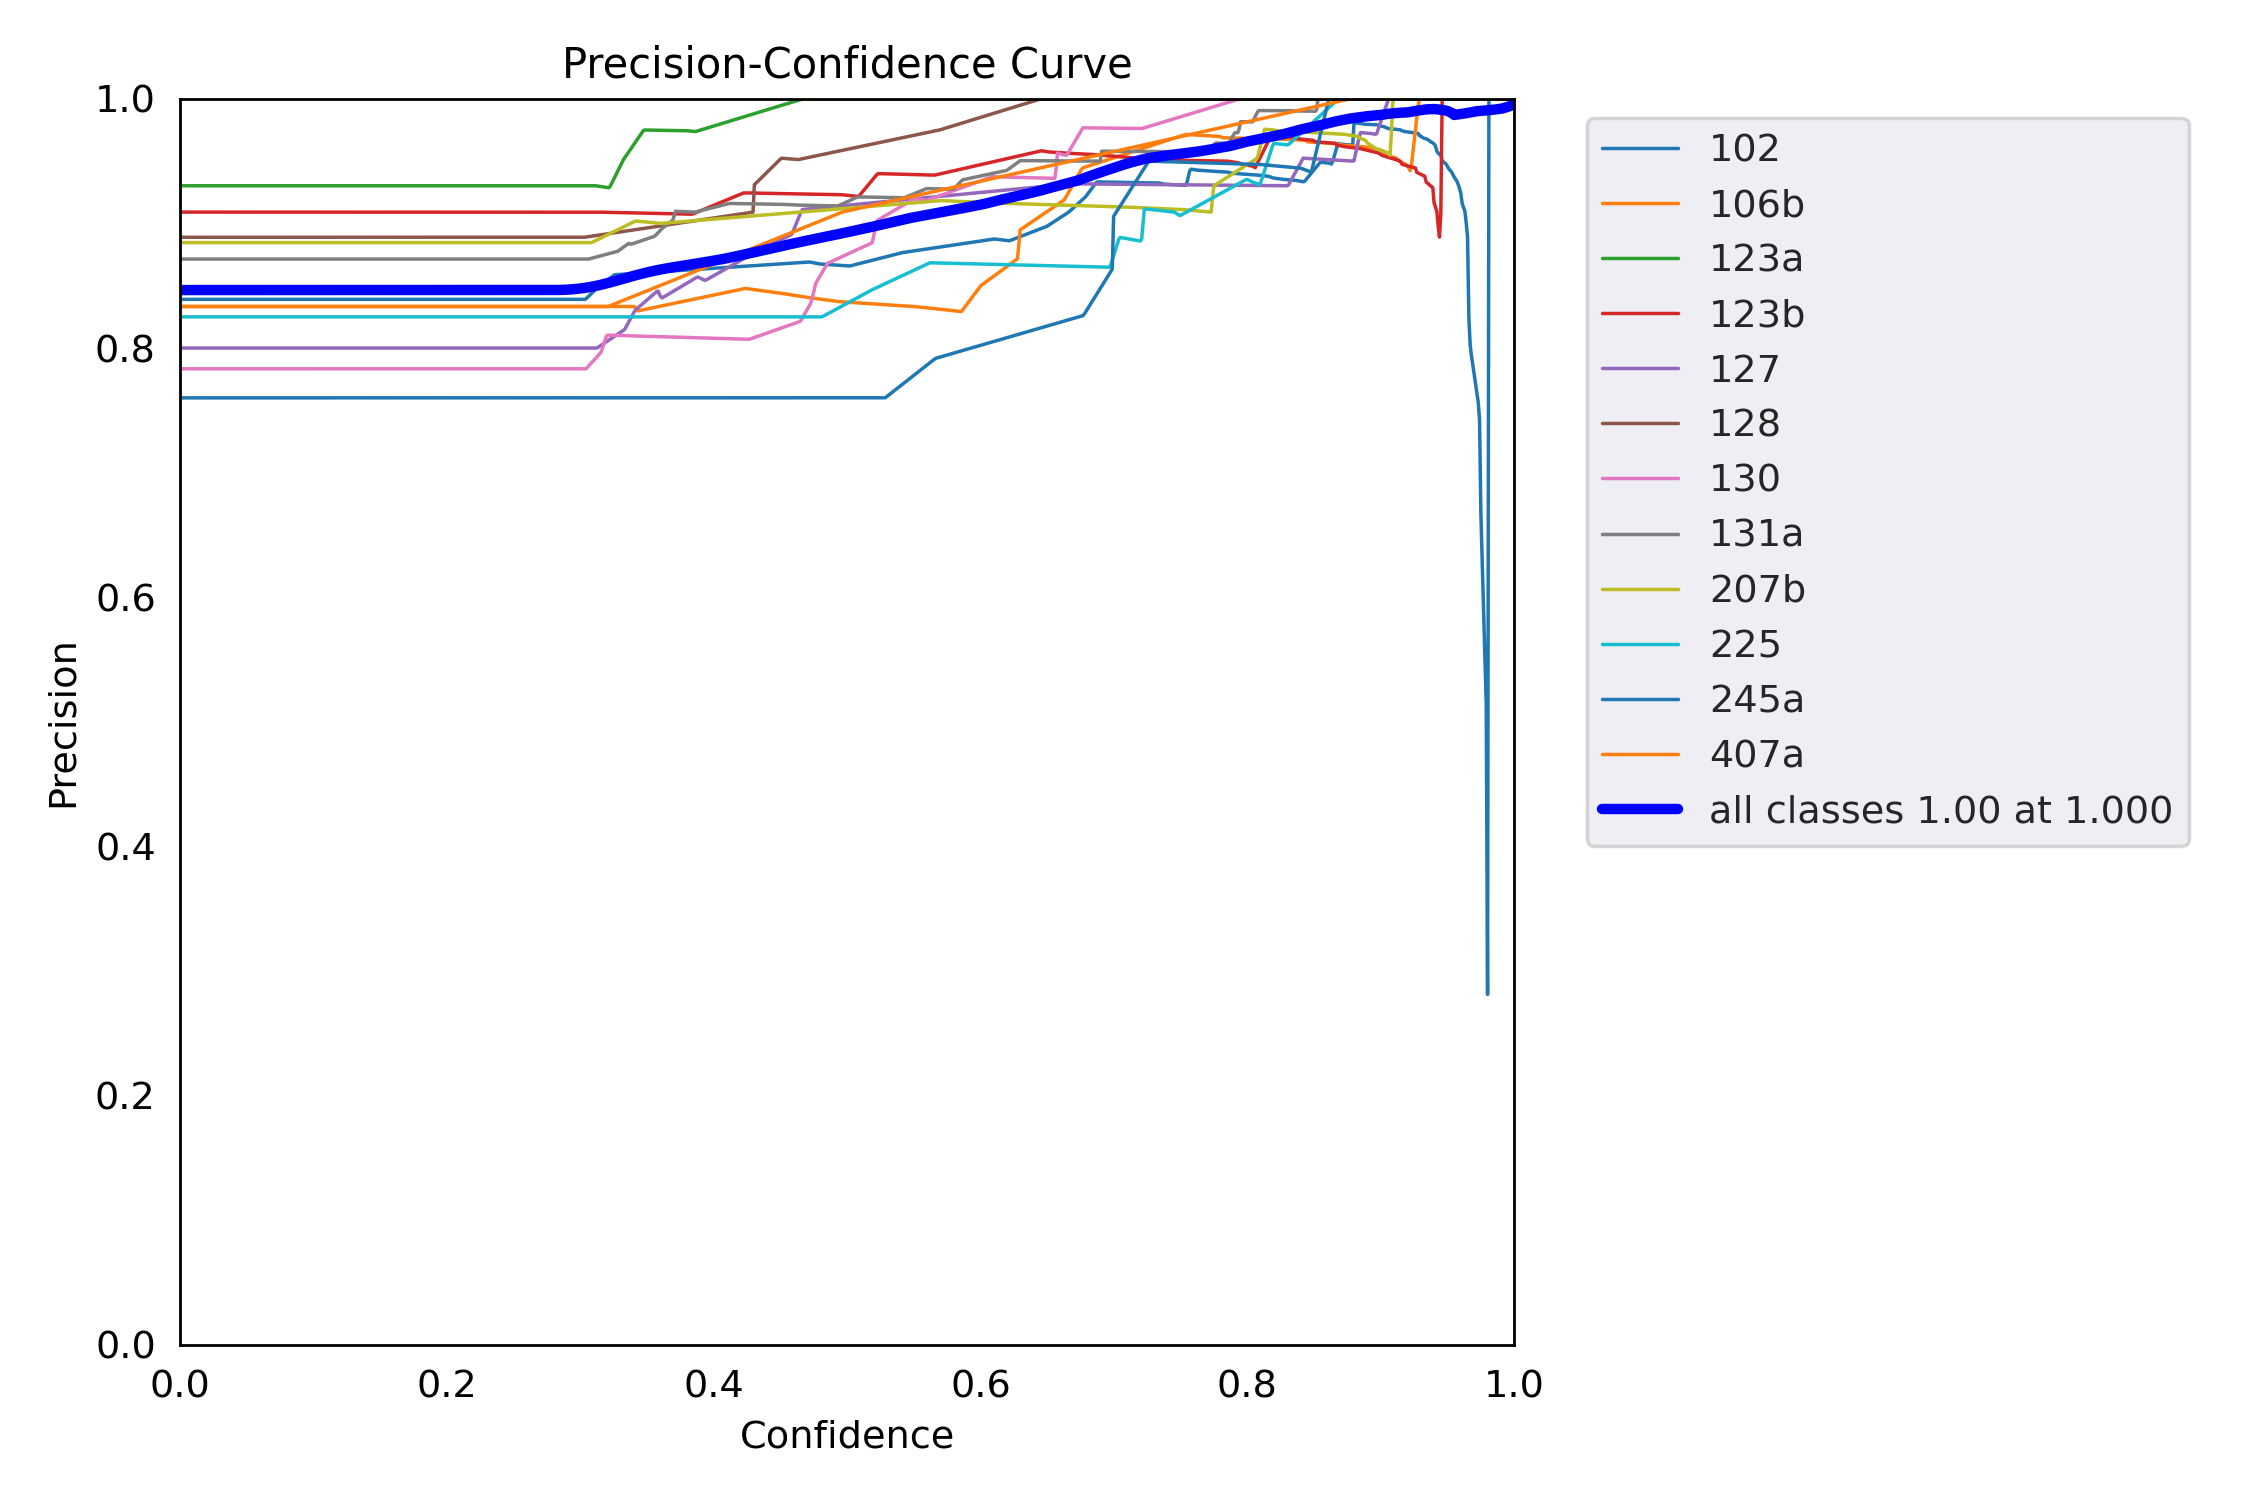 Precision-Confidence Curve
1.0
0.8
0.6
0.4
0.2
0.0
Precision
0.0 0.2 0.4 0.6 0.8 1.0
Confidence
102
106b
123a
123b
127
128
130
131a
207b
225
245a
407a
all classes 1.00 at 1.000